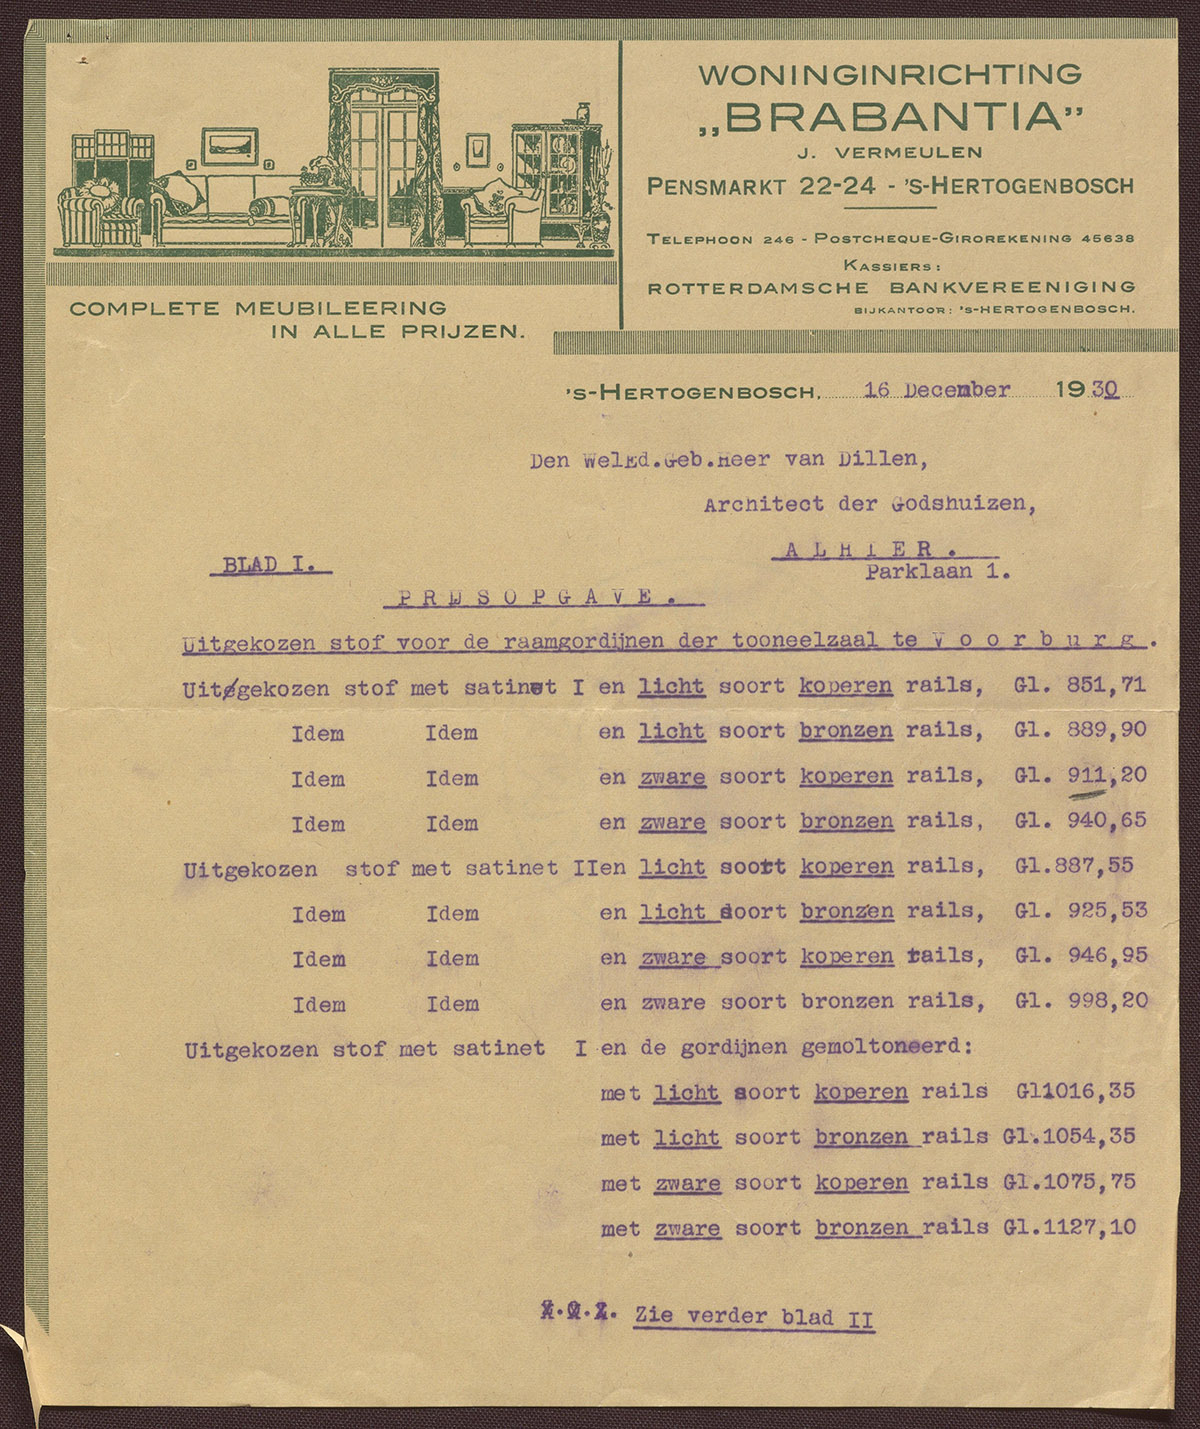 WONINGINRICHTING
„BRABANTIA”
J. VERMEULEN
PENSMARKT 22-24 - 'S-HERTOGENBOSCH
TELEPHOON 246 - POSTCHEQUE-GIROREKENING 45638
KASSIERS:
ROTTERDAMSCHE BANKVEREENIGING
BIJKANTOOR: 'S-HERTOGENBOSCH.
COMPLETE MEUBILEERING
IN ALLE PRIJZEN.
'S-HERTOGENBOSCH, 16 December 1930
Den WelEd.Geb.Heer van Dillen,
Architect der Godshuizen,
ALHIER.
BLAD I.
Parklaan 1.
PRIJSOPGAVE.
Uitgekozen stof voor de raamgordijnen der tooneelzaal te Voorburg.
Uitgekozen stof met satinet I en licht soort koperen rails, Gl. 851,71
Idem Idem en licht soort bronzen rails, Gl. 889,90
Idem Idem en zware soort koperen rails, Gl. 911,20
Idem Idem en zware soort bronzen rails, Gl. 940,65
Uitgekozen stof met satinet IIen licht soort koperen rails, Gl.887,55
Idem Idem en licht soort bronzen rails, Gl. 925,53
Idem Idem en zware soort koperen rails, Gl. 946,95
Idem Idem en zware soort bronzen rails, Gl. 998,20
Uitgekozen stof met satinet I en de gordijnen gemoltoneerd:
met licht soort koperen rails Gl1016,35
met licht soort bronzen rails Gl.1054,35
met zware soort koperen rails Gl.1075,75
met zware soort bronzen rails Gl.1127,10
Zie verder blad II